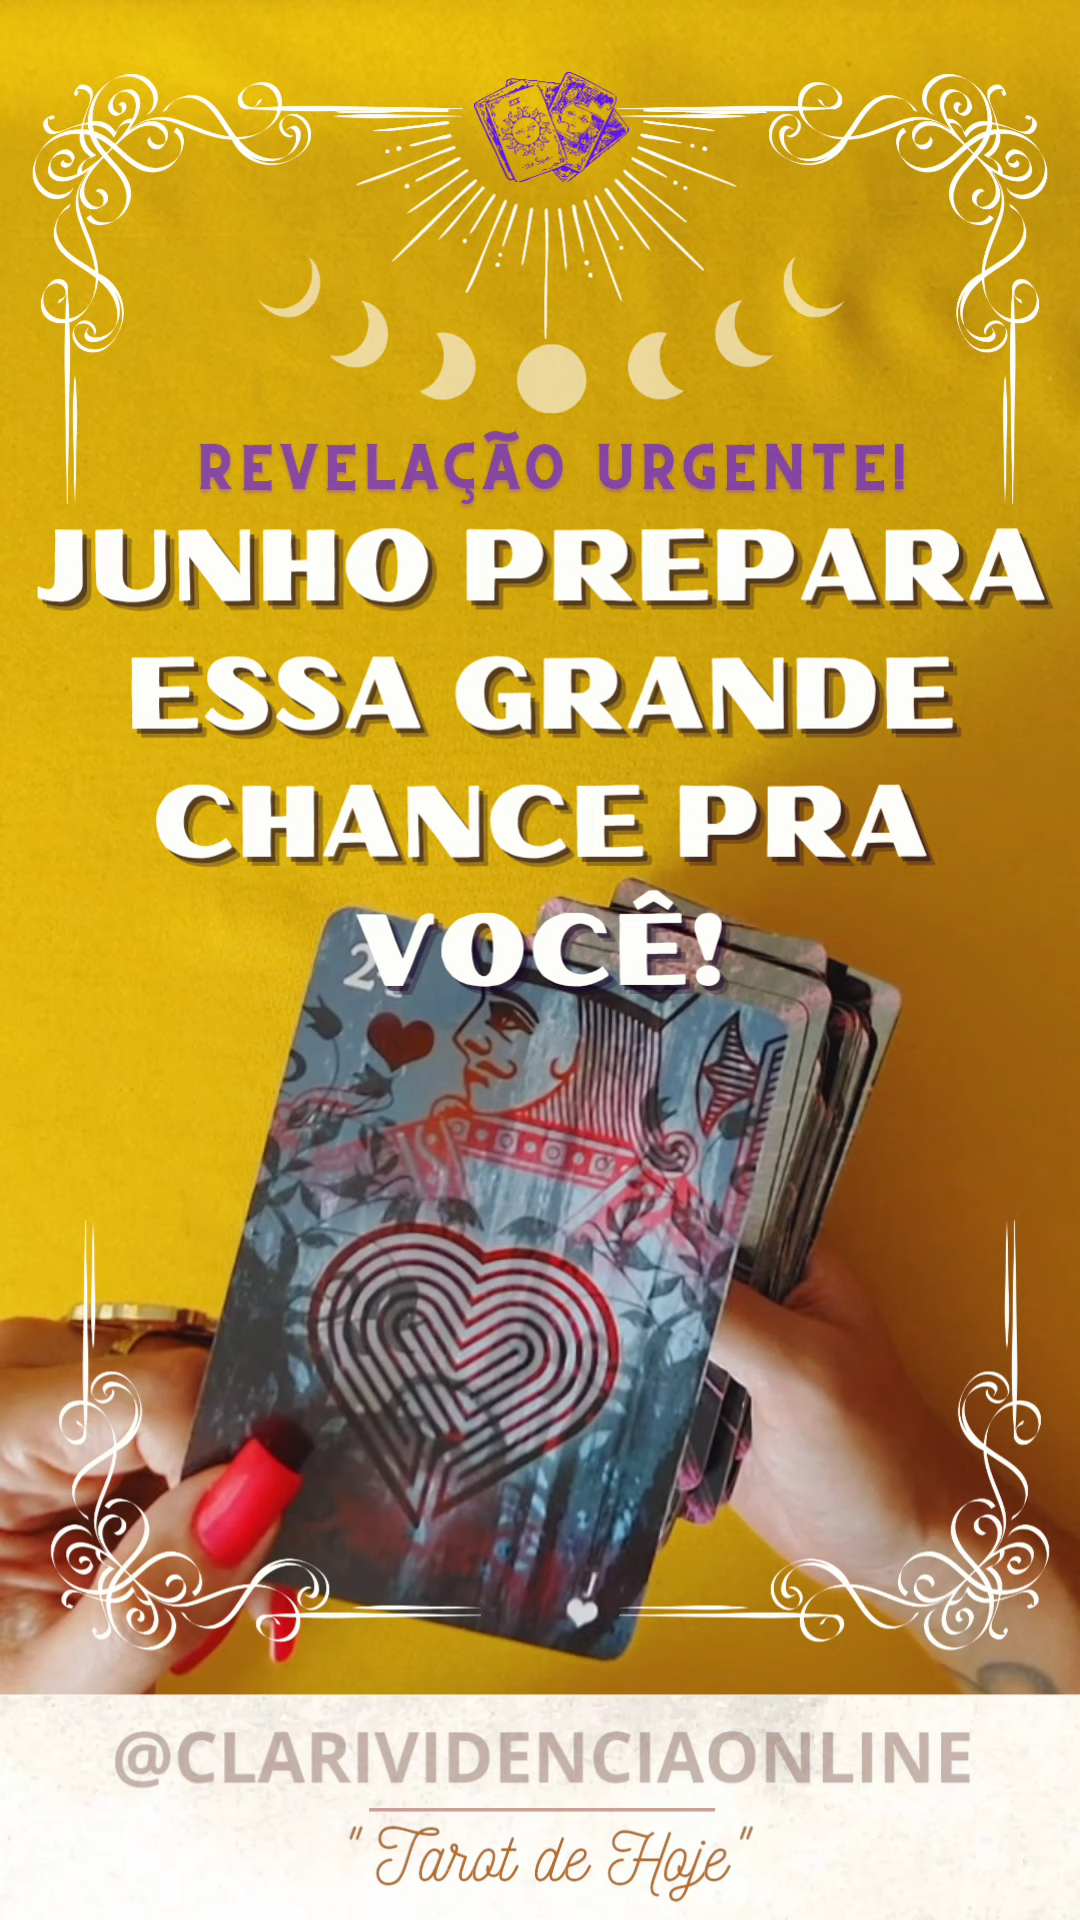 REVELAÇÃO URGENTE!
JUNHO PREPARA
ESSA GRANDE
CHANCE PRA
VOCÊ!
J
@CLARIVIDENCIAONLINE
"Tarot de Hoje"